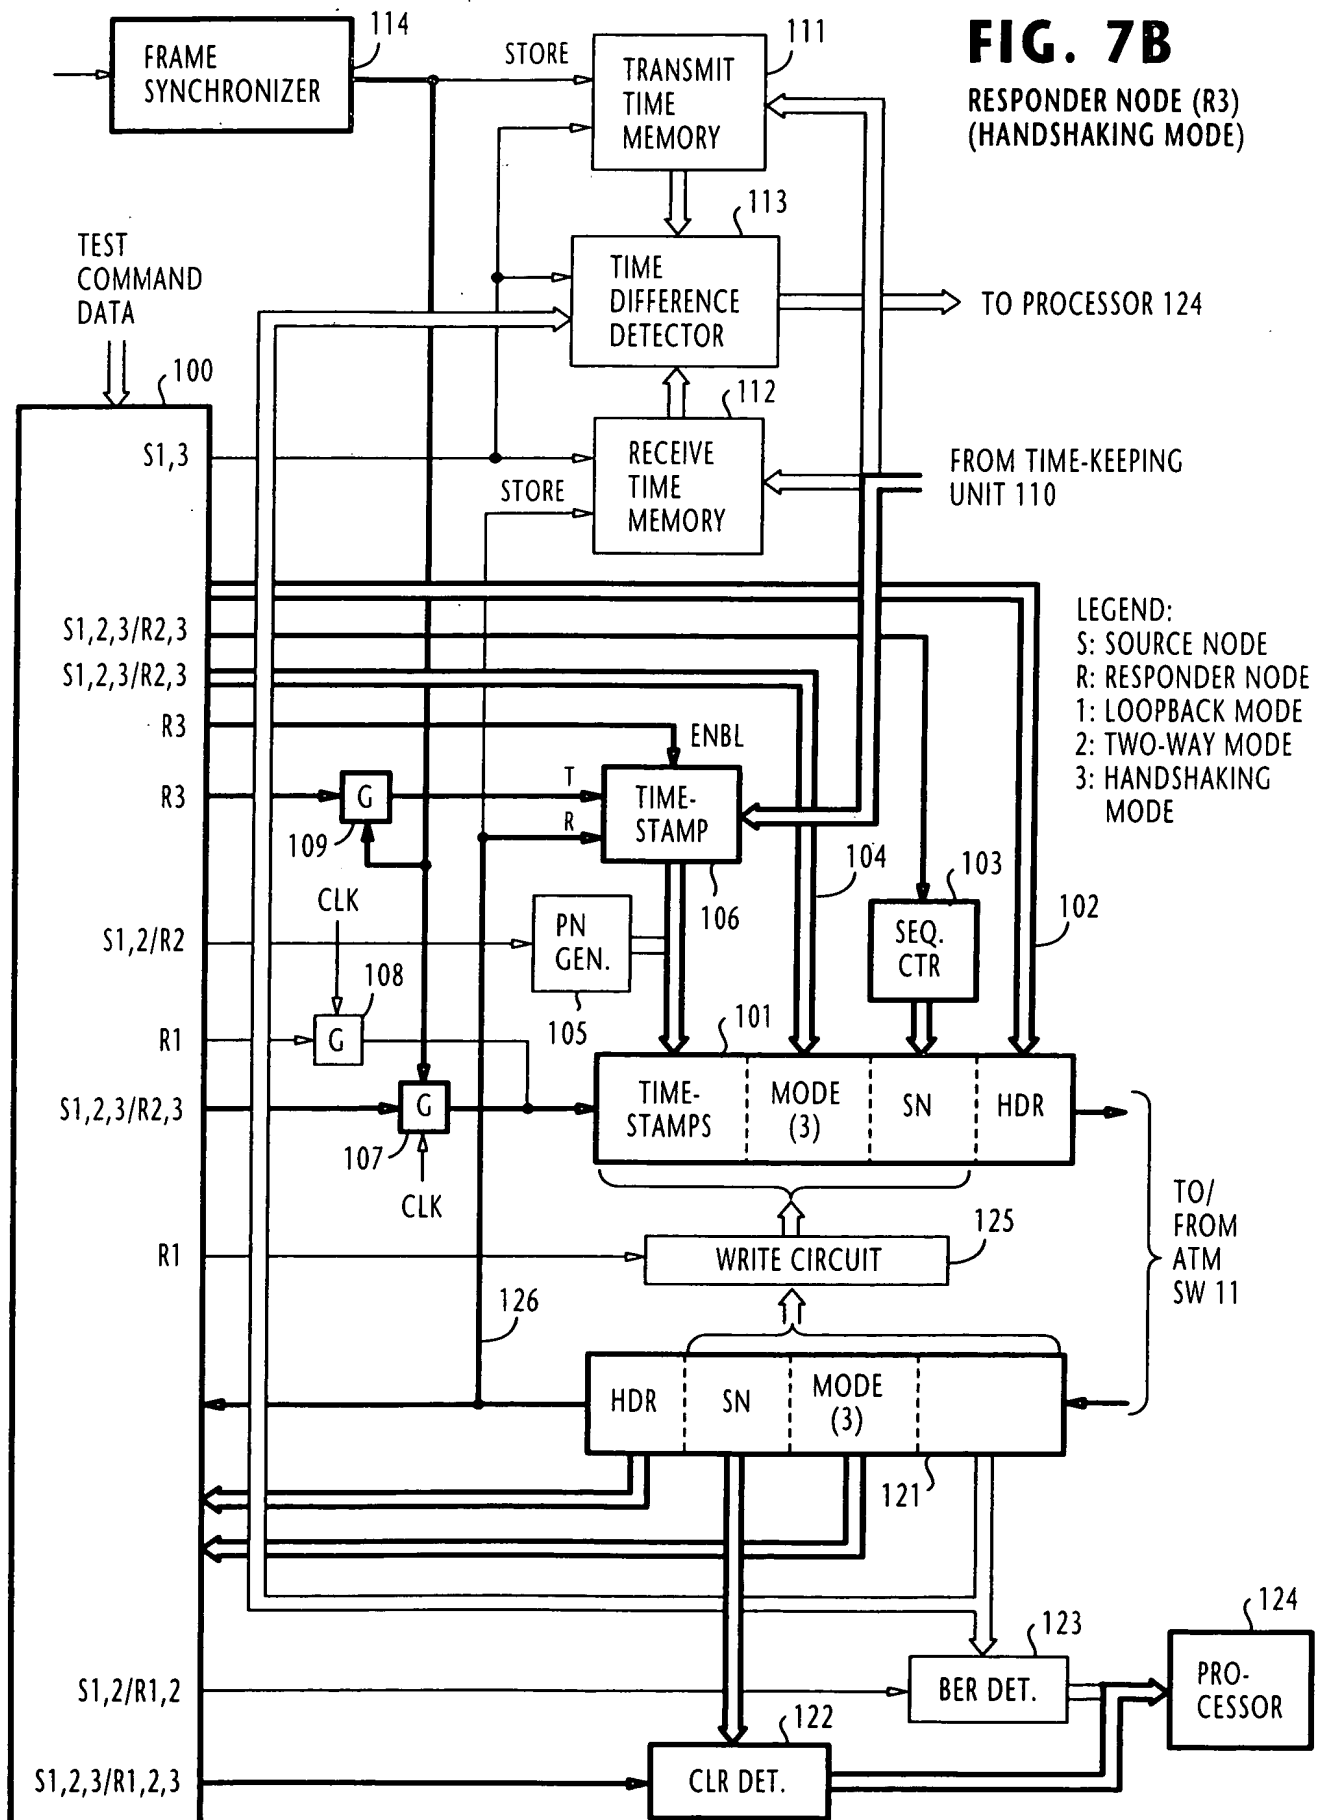 FIG. 7B
RESPONDER NODE (R3)
(HANDSHAKING MODE)
114
FRAME
SYNCHRONIZER
STORE
111
TRANSMIT
TIME
MEMORY
113
TIME
DIFFERENCE
DETECTOR
TO PROCESSOR 124
TEST
COMMAND
DATA
100
112
S1,3
RECEIVE
TIME
MEMORY
STORE
FROM TIME-KEEPING
UNIT 110
LEGEND:
S: SOURCE NODE
R: RESPONDER NODE
1: LOOPBACK MODE
2: TWO-WAY MODE
3: HANDSHAKING
MODE
S1,2,3/R2,3
S1,2,3/R2,3
R3
ENBL
R3
G
109
T
R
TIME-
STAMP
106
104
103
102
CLK
S1,2/R2
PN
GEN.
105
SEQ.
CTR
108
R1
G
101
S1,2,3/R2,3
G
107
CLK
TIME-
STAMPS
MODE
(3)
SN
HDR
R1
125
WRITE CIRCUIT
TO/
FROM
ATM
SW 11
126
HDR
SN
MODE
(3)
121
123
124
S1,2/R1,2
BER DET.
PRO-
CESSOR
122
S1,2,3/R1,2,3
CLR DET.